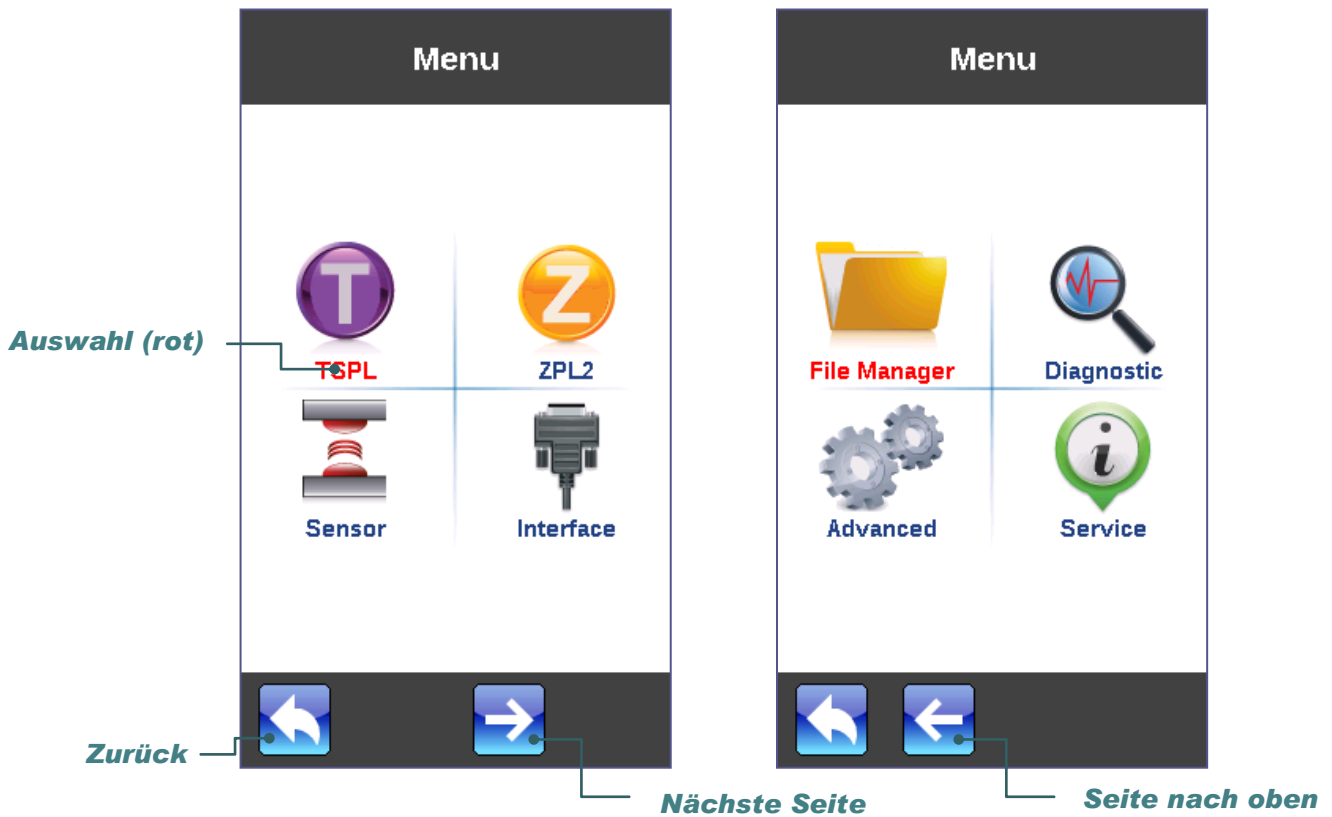 Menu
Menu
Auswahl (rot)
TSPL
ZPL2
File Manager
Diagnostic
Sensor
Interface
Advanced
Service
Zurück
Nächste Seite
Seite nach oben